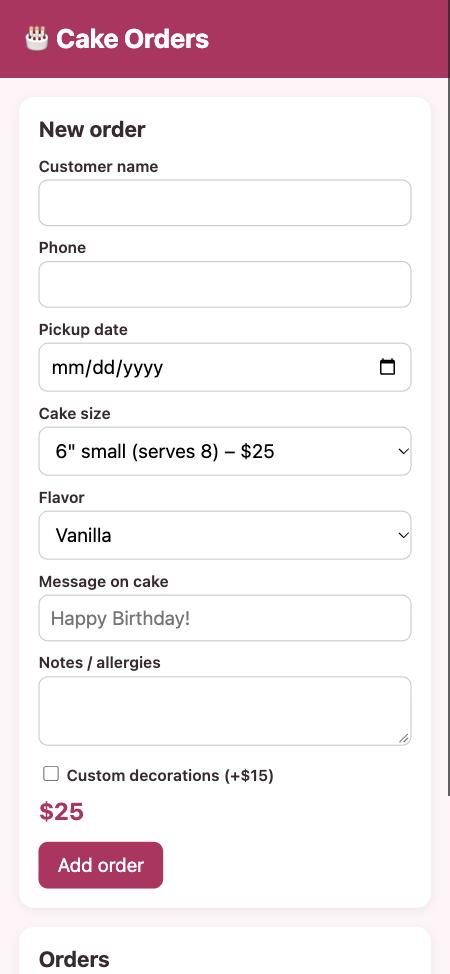 🎂 Cake Orders
New order
Customer name
Phone
Pickup date
mm/dd/yyyy
Cake size
6" small (serves 8) – $25
Flavor
Vanilla
Message on cake
Happy Birthday!
Notes / allergies
Custom decorations (+$15)
$25
Add order
Orders